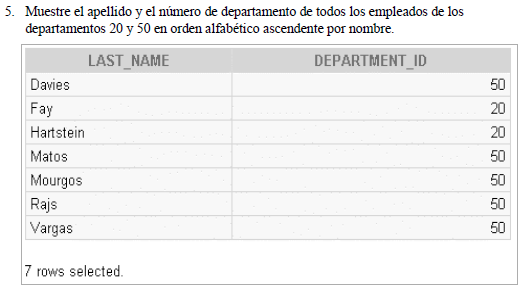 5. Muestre el apellido y el número de departamento de todos los empleados de los
departamentos 20 y 50 en orden alfabético ascendente por nombre.
LAST_NAME DEPARTMENT_ID
Davies 50
Fay 20
Hartstein 20
Matos 50
Mourgos 50
Rajs 50
Vargas 50
7 rows selected.